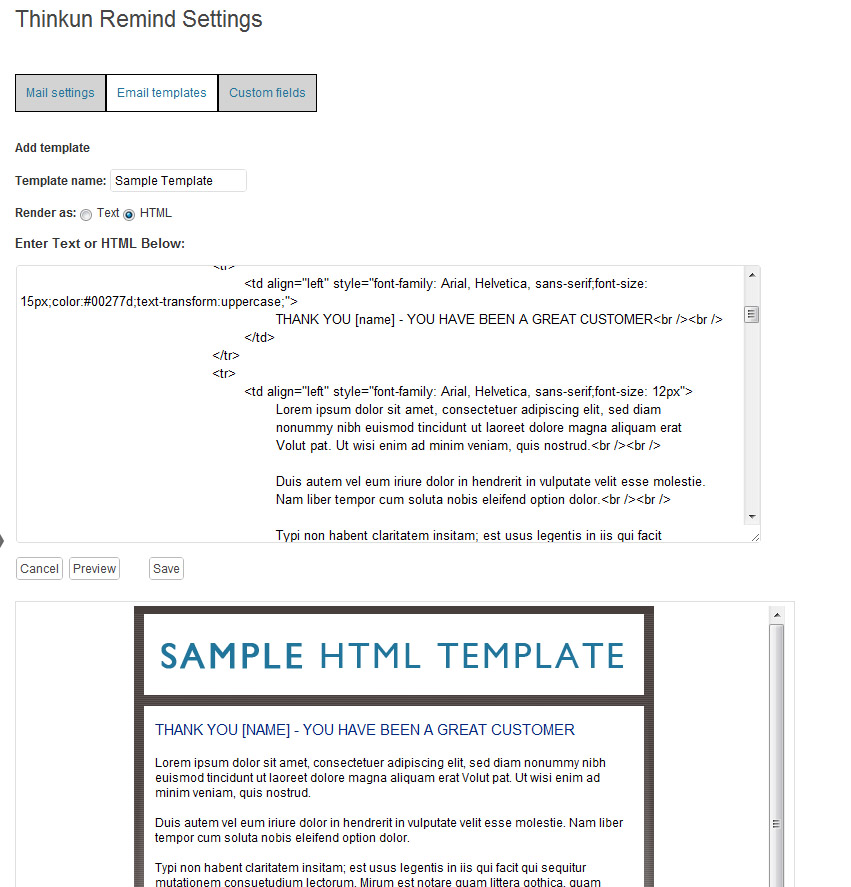 Thinkun Remind Settings
Mail settings Email templates Custom fields
Add template
Template name: Sample Template
Render as: Text HTML
Enter Text or HTML Below:
<tr>
<td align="left" style="font-family: Arial, Helvetica, sans-serif;font-size:
15px;color:#00277d;text-transform:uppercase;">
THANK YOU [name] - YOU HAVE BEEN A GREAT CUSTOMER<br /><br />
</td>
</tr>
<tr>
<td align="left" style="font-family: Arial, Helvetica, sans-serif;font-size: 12px">
Lorem ipsum dolor sit amet, consectetuer adipiscing elit, sed diam
nonummy nibh euismod tincidunt ut laoreet dolore magna aliquam erat
Volut pat. Ut wisi enim ad minim veniam, quis nostrud.<br /><br />
Duis autem vel eum iriure dolor in hendrerit in vulputate velit esse molestie.
Nam liber tempor cum soluta nobis eleifend option dolor.<br /><br />
Typi non habent claritatem insitam; est usus legentis in iis qui facit
Cancel Preview Save
SAMPLE HTML TEMPLATE
THANK YOU [NAME] - YOU HAVE BEEN A GREAT CUSTOMER
Lorem ipsum dolor sit amet, consectetuer adipiscing elit, sed diam nonummy nibh
euismod tincidunt ut laoreet dolore magna aliquam erat Volut pat. Ut wisi enim ad
minim veniam, quis nostrud.
Duis autem vel eum iriure dolor in hendrerit in vulputate velit esse molestie. Nam liber
tempor cum soluta nobis eleifend option dolor.
Typi non habent claritatem insitam; est usus legentis in iis qui facit qui sequitur
mutationem consuetudium lectorum. Mirum est notare quam littera gothica, quam